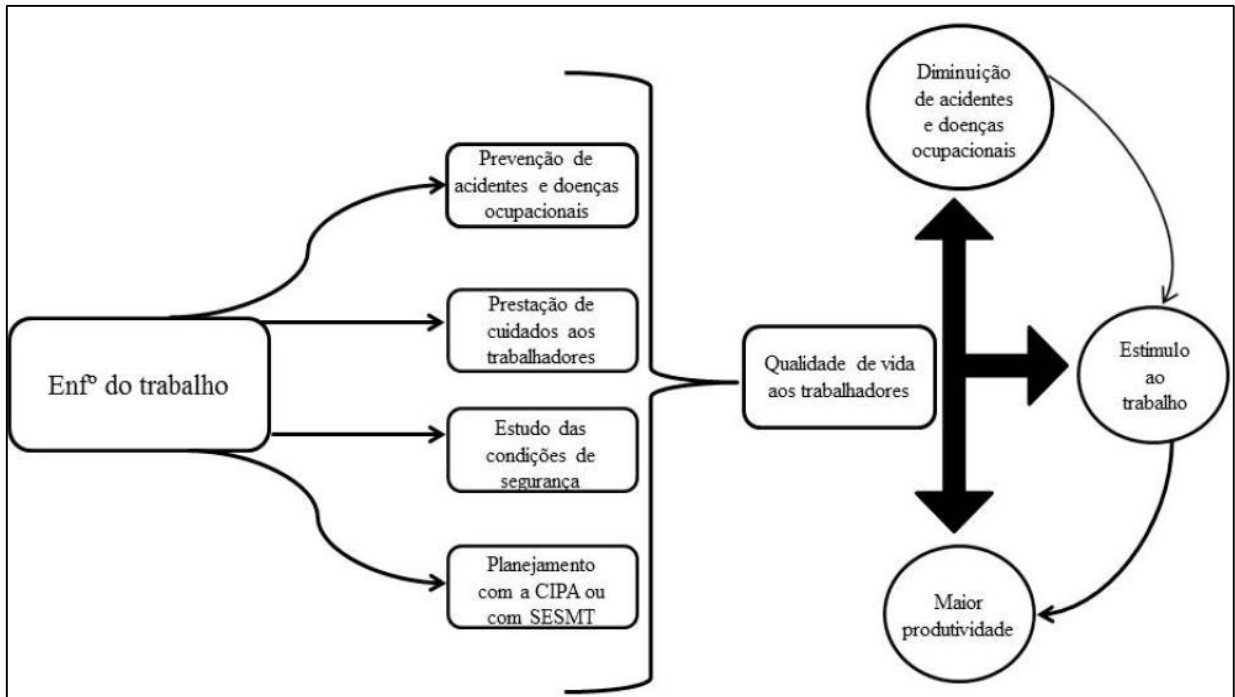 Enfº do trabalho
Prevenção de
acidentes e doenças
ocupacionais
Prestação de
cuidados aos
trabalhadores
Estudo das
condições de
segurança
Planejamento
com a CIPA ou
com SESMT
Qualidade de vida
aos trabalhadores
Diminuição
de acidentes
e doenças
ocupacionais
Estimulo
ao
trabalho
Maior
produtividade